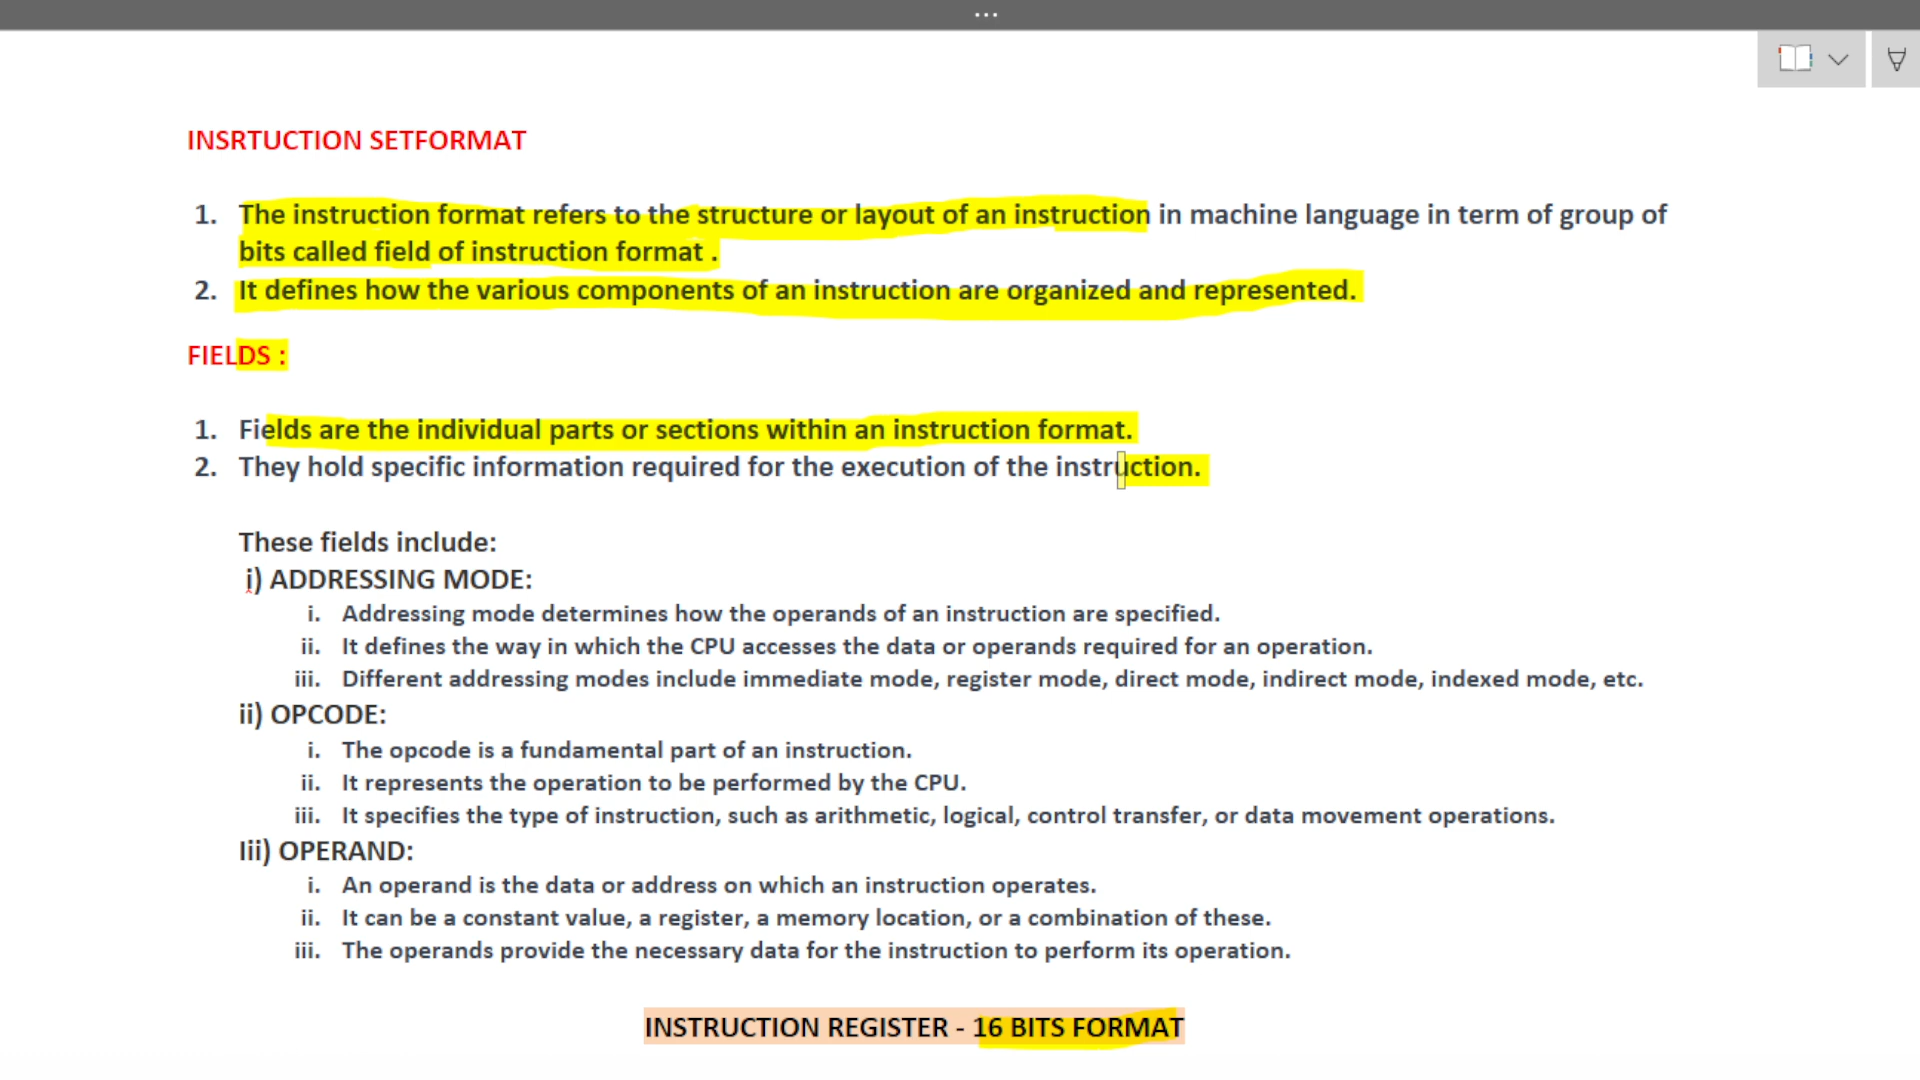 INSRTUCTION SETFORMAT
1. The instruction format refers to the structure or layout of an instruction in machine language in term of group of
bits called field of instruction format .
2. It defines how the various components of an instruction are organized and represented.
FIELDS :
1. Fields are the individual parts or sections within an instruction format.
2. They hold specific information required for the execution of the instruction.
These fields include:
i) ADDRESSING MODE:
i. Addressing mode determines how the operands of an instruction are specified.
ii. It defines the way in which the CPU accesses the data or operands required for an operation.
iii. Different addressing modes include immediate mode, register mode, direct mode, indirect mode, indexed mode, etc.
ii) OPCODE:
i. The opcode is a fundamental part of an instruction.
ii. It represents the operation to be performed by the CPU.
iii. It specifies the type of instruction, such as arithmetic, logical, control transfer, or data movement operations.
Iii) OPERAND:
i. An operand is the data or address on which an instruction operates.
ii. It can be a constant value, a register, a memory location, or a combination of these.
iii. The operands provide the necessary data for the instruction to perform its operation.
INSTRUCTION REGISTER - 16 BITS FORMAT